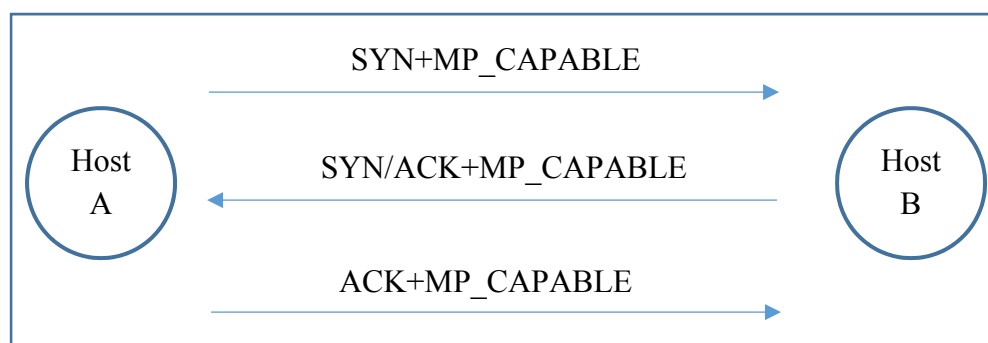 SYN+MP_CAPABLE
Host
A
SYN/ACK+MP_CAPABLE
Host
B
ACK+MP_CAPABLE